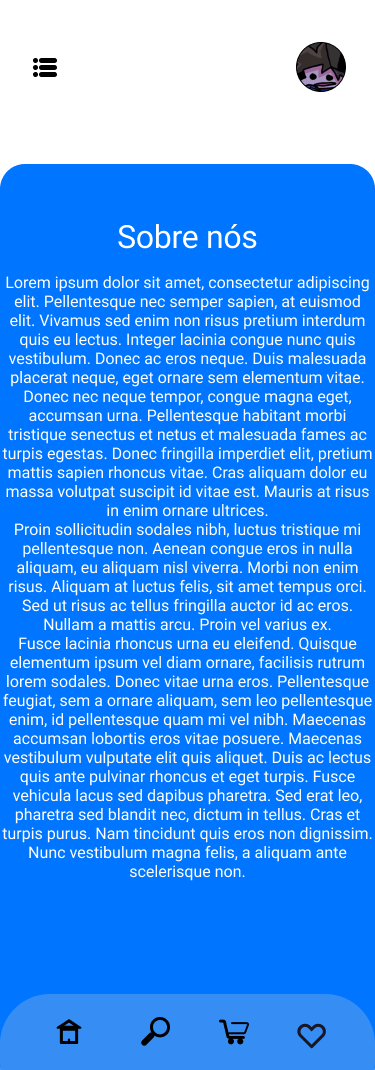 Sobre nós
Lorem ipsum dolor sit amet, consectetur adipiscing
elit. Pellentesque nec semper sapien, at euismod
elit. Vivamus sed enim non risus pretium interdum
quis eu lectus. Integer lacinia congue nunc quis
vestibulum. Donec ac eros neque. Duis malesuada
placerat neque, eget ornare sem elementum vitae.
Donec nec neque tempor, congue magna eget,
accumsan urna. Pellentesque habitant morbi
tristique senectus et netus et malesuada fames ac
turpis egestas. Donec fringilla imperdiet elit, pretium
mattis sapien rhoncus vitae. Cras aliquam dolor eu
massa volutpat suscipit id vitae est. Mauris at risus
in enim ornare ultrices.
Proin sollicitudin sodales nibh, luctus tristique mi
pellentesque non. Aenean congue eros in nulla
aliquam, eu aliquam nisl viverra. Morbi non enim
risus. Aliquam at luctus felis, sit amet tempus orci.
Sed ut risus ac tellus fringilla auctor id ac eros.
Nullam a mattis arcu. Proin vel varius ex.
Fusce lacinia rhoncus urna eu eleifend. Quisque
elementum ipsum vel diam ornare, facilisis rutrum
lorem sodales. Donec vitae urna eros. Pellentesque
feugiat, sem a ornare aliquam, sem leo pellentesque
enim, id pellentesque quam mi vel nibh. Maecenas
accumsan lobortis eros vitae posuere. Maecenas
vestibulum vulputate elit quis aliquet. Duis ac lectus
quis ante pulvinar rhoncus et eget turpis. Fusce
vehicula lacus sed dapibus pharetra. Sed erat leo,
pharetra sed blandit nec, dictum in tellus. Cras et
turpis purus. Nam tincidunt quis eros non dignissim.
Nunc vestibulum magna felis, a aliquam ante
scelerisque non.